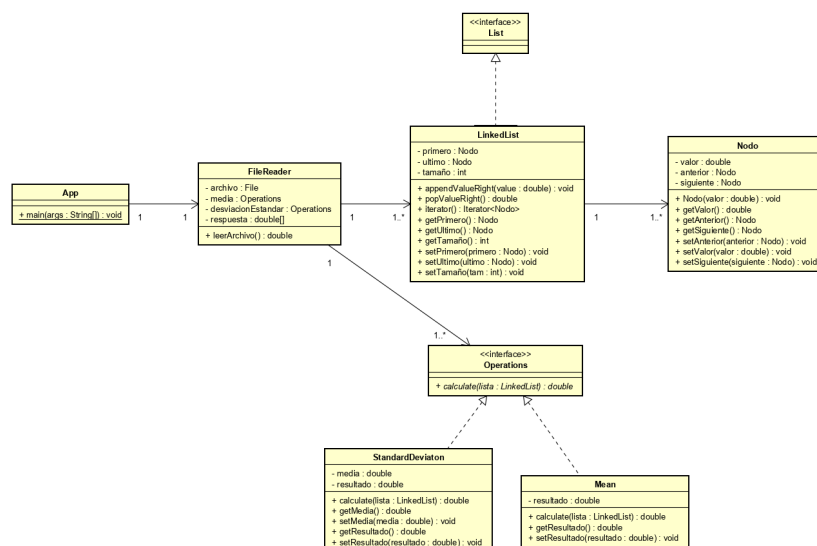 <<interface>>
List
LinkedList
- primero : Nodo
- ultimo : Nodo
- tamaño : int
+ appendValueRight(value : double) : void
+ popValueRight() : double
+ iterator() : Iterator<Nodo>
+ getPrimero() : Nodo
+ getUltimo() : Nodo
+ getTamaño() : int
+ setPrimero(primero : Nodo) : void
+ setUltimo(ultimo : Nodo) : void
+ setTamaño(tam : int) : void
Nodo
- valor : double
- anterior : Nodo
- siguiente : Nodo
+ Nodo(valor : double) : void
+ getValor() : double
+ getAnterior() : Nodo
+ getSiguiente() : Nodo
+ setAnterior(anterior : Nodo) : void
+ setValor(valor : double) : void
+ setSiguiente(siguiente : Nodo) : void
FileReader
- archivo : File
- media : Operations
- desviacionEstandar : Operations
- respuesta : double[]
+ leerArchivo() : double
App
+ main(args : String[]) : void
1
1
1
1..*
1
1..*
1
1..*
<<interface>>
Operations
+ calculate(lista : LinkedList) : double
StandardDeviaton
- media : double
- resultado : double
+ calculate(lista : LinkedList) : double
+ getMedia() : double
+ setMedia(media : double) : void
+ getResultado() : double
+ setResultado(resultado : double) : void
Mean
- resultado : double
+ calculate(lista : LinkedList) : double
+ getResultado() : double
+ setResultado(resultado : double) : void